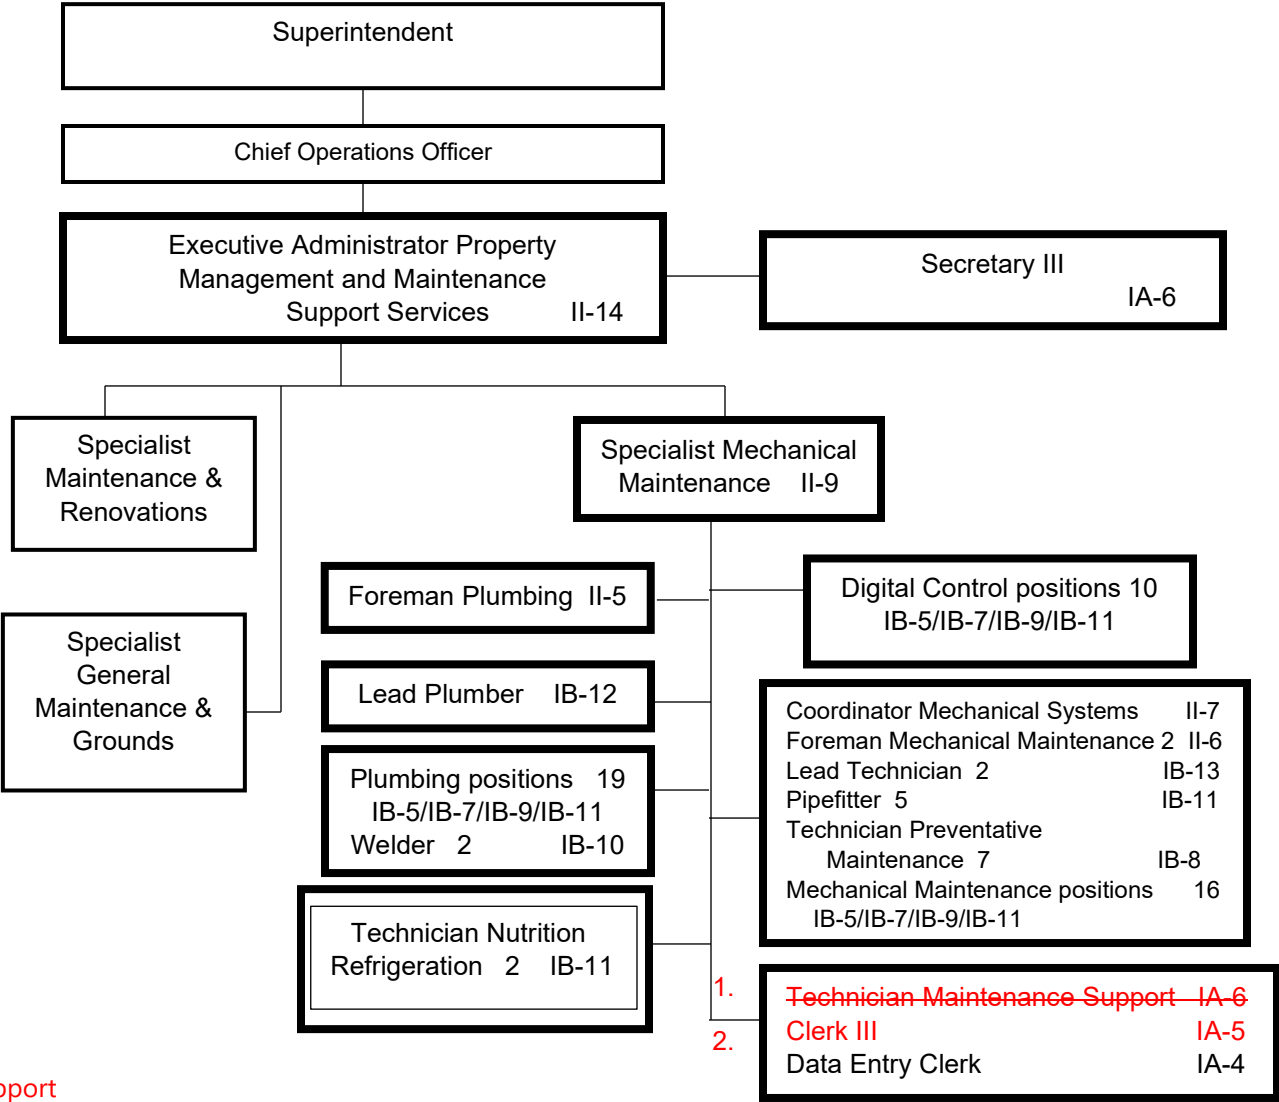 Superintendent
Chief Operations Officer
Executive Administrator Property
Management and Maintenance
Support Services II-14
Secretary III
IA-6
Specialist
Maintenance &
Renovations
Specialist Mechanical
Maintenance II-9
Specialist
General
Maintenance &
Grounds
Foreman Plumbing II-5
Digital Control positions 10
IB-5/IB-7/IB-9/IB-11
Lead Plumber IB-12
Plumbing positions 19
IB-5/IB-7/IB-9/IB-11
Welder 2 IB-10
Coordinator Mechanical Systems II-7
Foreman Mechanical Maintenance 2 II-6
Lead Technician 2 IB-13
Pipefitter 5 IB-11
Technician Preventative
Maintenance 7 IB-8
Mechanical Maintenance positions 16
IB-5/IB-7/IB-9/IB-11
Technician Nutrition
Refrigeration 2 IB-11
1. Technician Maintenance Support IA-6
2. Clerk III IA-5
Data Entry Clerk IA-4
pport